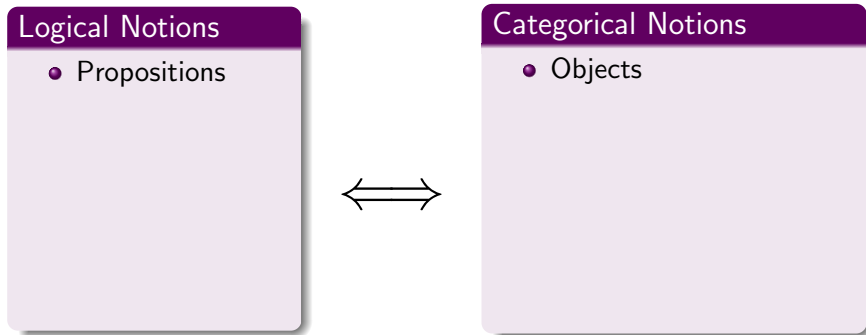 Logical Notions
Propositions
⟺
Categorical Notions
Objects